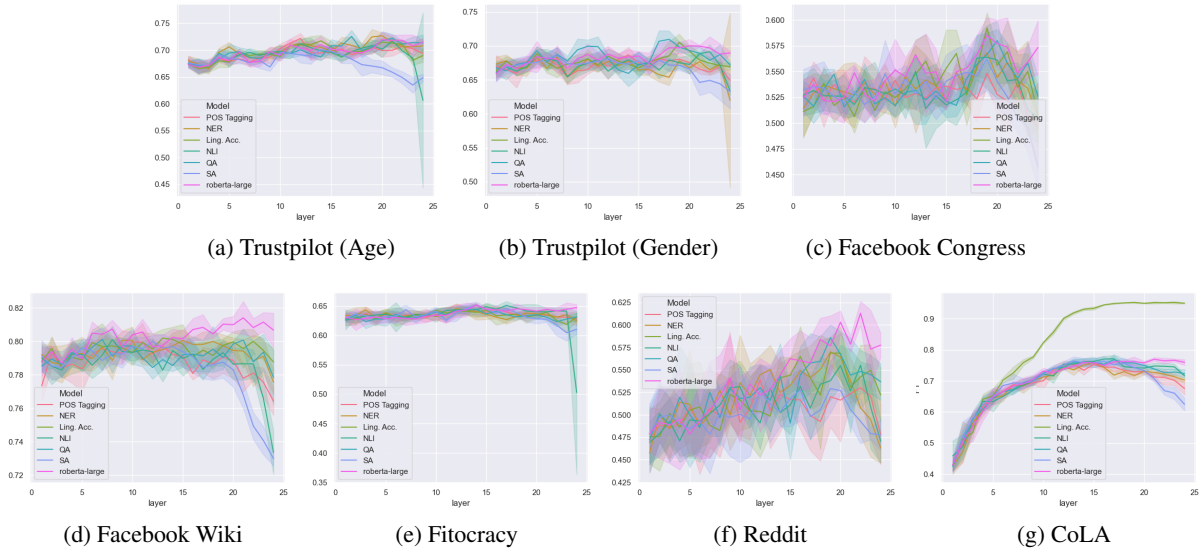 0.75
0.70
0.65
0.60
0.55
0.50
0.45
Model
POS Tagging
NER
Ling. Acc.
NLI
QA
SA
roberta-large
0 5 10 15 20 25
layer
(a) Trustpilot (Age)
0.75
0.70
0.65
0.60
0.55
0.50
Model
POS Tagging
NER
Ling. Acc.
NLI
QA
SA
roberta-large
0 5 10 15 20 25
layer
(b) Trustpilot (Gender)
0.600
0.575
0.550
0.525
0.500
0.475
0.450
Model
POS Tagging
NER
Ling. Acc.
NLI
QA
SA
roberta-large
0 5 10 15 20 25
layer
(c) Facebook Congress
0.82
0.80
0.78
0.76
0.74
0.72
Model
POS Tagging
NER
Ling. Acc.
NLI
QA
SA
roberta-large
0 5 10 15 20 25
layer
(d) Facebook Wiki
0.65
0.60
0.55
0.50
0.45
0.40
0.35
Model
POS Tagging
NER
Ling. Acc.
NLI
QA
SA
roberta-large
0 5 10 15 20 25
layer
(e) Fitocracy
0.625
0.600
0.575
0.550
0.525
0.500
0.475
0.450
0.425
Model
POS Tagging
NER
Ling. Acc.
NLI
QA
SA
roberta-large
0 5 10 15 20 25
layer
(f) Reddit
0.9
0.8
0.7
0.6
0.5
0.4
Model
POS Tagging
NER
Ling. Acc.
NLI
QA
SA
roberta-large
0 5 10 15 20 25
layer
(g) CoLA